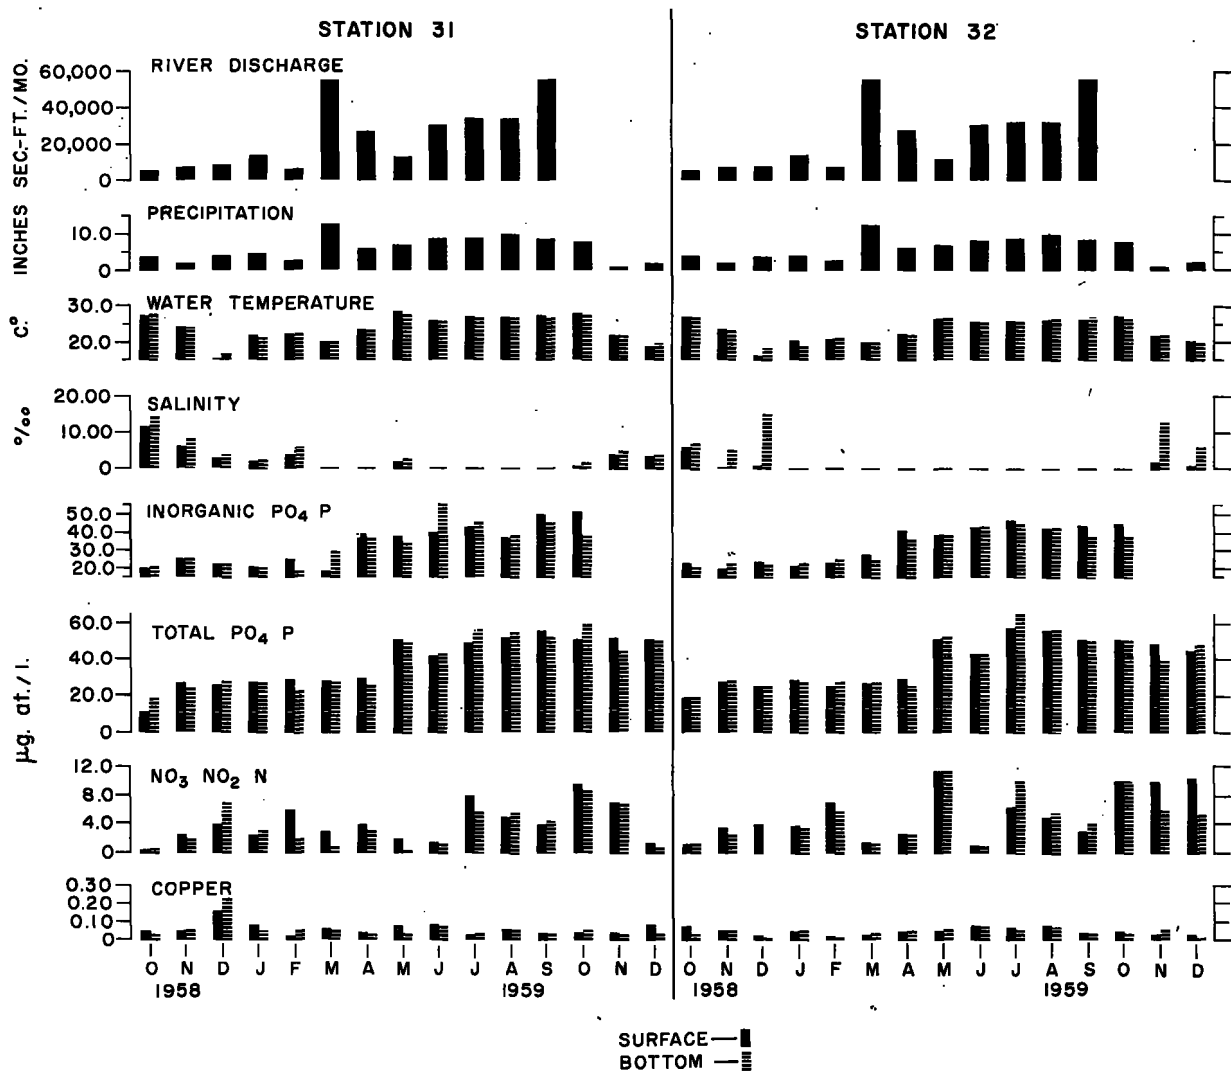 STATION 31
STATION 32
RIVER DISCHARGE
SEC.-FT./MO.
60,000
40,000
20,000
0
PRECIPITATION
INCHES
10.0
0
WATER TEMPERATURE
C°
30.0
20.0
SALINITY
‰
20.00
10.00
0
INORGANIC PO4 P
50.0
40.0
30.0
20.0
TOTAL PO4 P
µg. at./l.
60.0
40.0
20.0
0
NO3 NO2 N
12.0
8.0
4.0
0
COPPER
0.30
0.20
0.10
0
O N D J F M A M J J A S O N D
O N D J F M A M J J A S O N D
1958 1959
1958 1959
SURFACE
BOTTOM